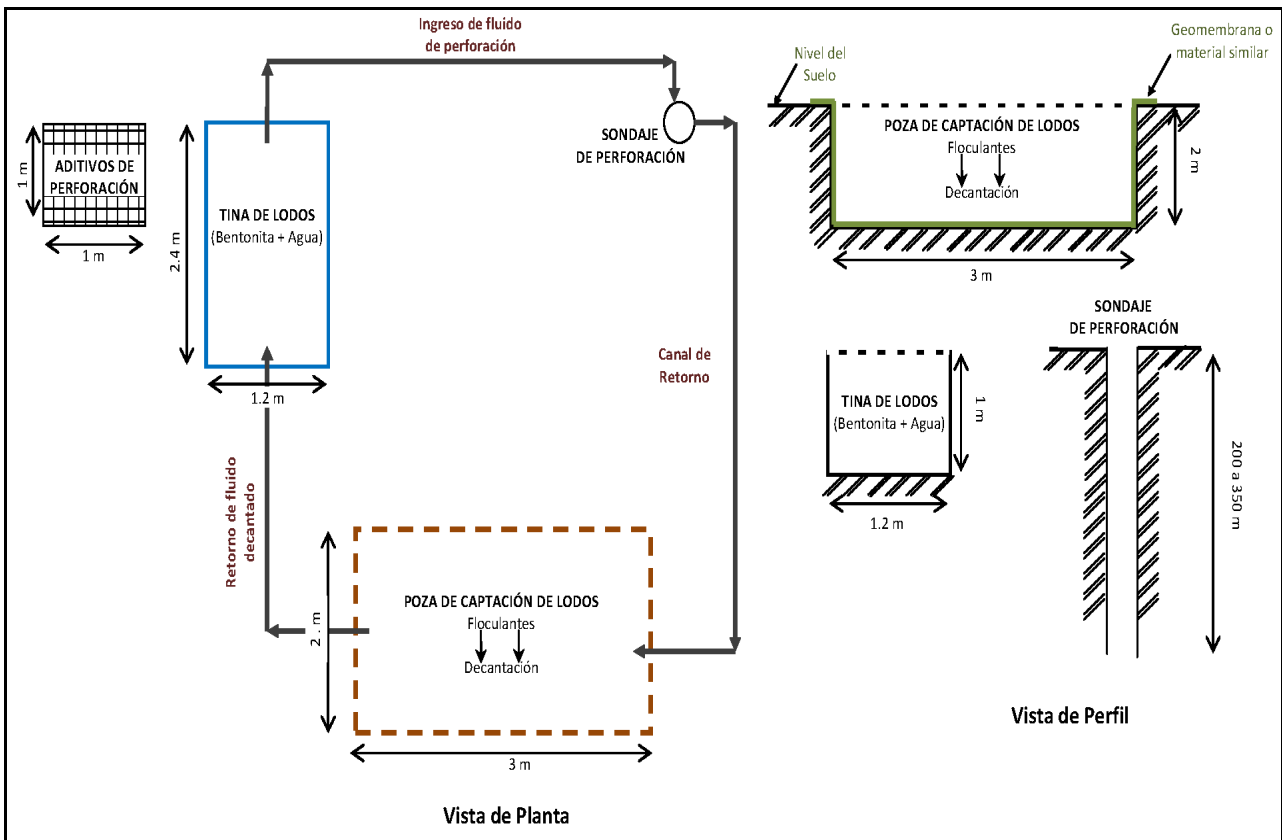 Ingreso de fluido
de perforación
ADITIVOS DE
PERFORACIÓN
1 m
1 m
TINA DE LODOS
(Bentonita + Agua)
2.4 m
1.2 m
SONDAJE
DE PERFORACIÓN
Canal de
Retorno
Retorno de fluido
decantado
POZA DE CAPTACIÓN DE LODOS
Floculantes
Decantación
2 . m
3 m
Vista de Planta
Nivel del
Suelo
Geomembrana o
material similar
POZA DE CAPTACIÓN DE LODOS
Floculantes
Decantación
2 m
3 m
TINA DE LODOS
(Bentonita + Agua)
1 m
1.2 m
SONDAJE
DE PERFORACIÓN
200 a 350 m
Vista de Perfil